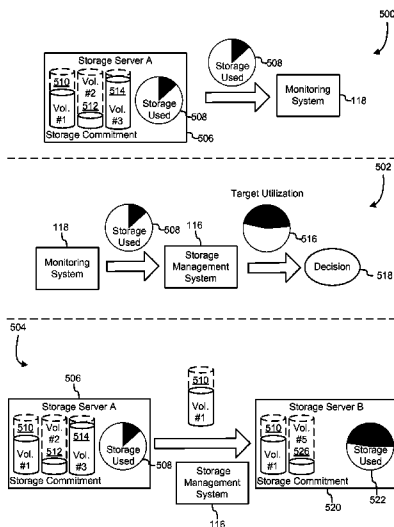 500
Storage Server A
510
Vol. #2
514
508
512
Vol. #1
Vol. #3
Storage Used
508
Storage Used
508
Storage Commitment
506
Monitoring System
118
502
Target Utilization
118
508
116
Monitoring System
Storage Used
Storage Management System
516
Decision
518
504
506
Storage Server A
510
Vol. #2
514
512
Vol. #1
Vol. #3
Storage Used
508
Storage Commitment
510
Vol. #1
Storage Management System
116
Storage Server B
510
Vol. #5
526
Vol. #1
Storage Used
522
Storage Commitment
520